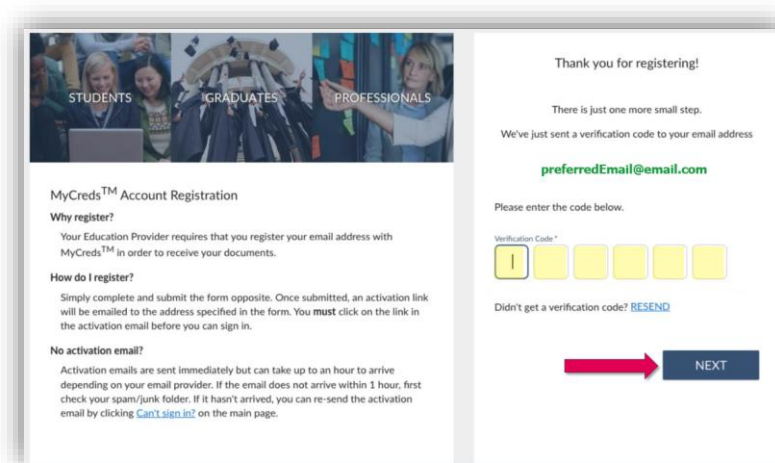 STUDENTS
GRADUATES
PROFESSIONALS
MyCreds™ Account Registration
Why register?
Your Education Provider requires that you register your email address with
MyCreds™ in order to receive your documents.
How do I register?
Simply complete and submit the form opposite. Once submitted, an activation link
will be emailed to the address specified in the form. You must click on the link in
the activation email before you can sign in.
No activation email?
Activation emails are sent immediately but can take up to an hour to arrive
depending on your email provider. If the email does not arrive within 1 hour, first
check your spam/junk folder. If it hasn't arrived, you can re-send the activation
email by clicking Can't sign in? on the main page.
Thank you for registering!
There is just one more small step.
We've just sent a verification code to your email address
preferredEmail@email.com
Please enter the code below.
Verification Code *
Didn't get a verification code? RESEND
NEXT